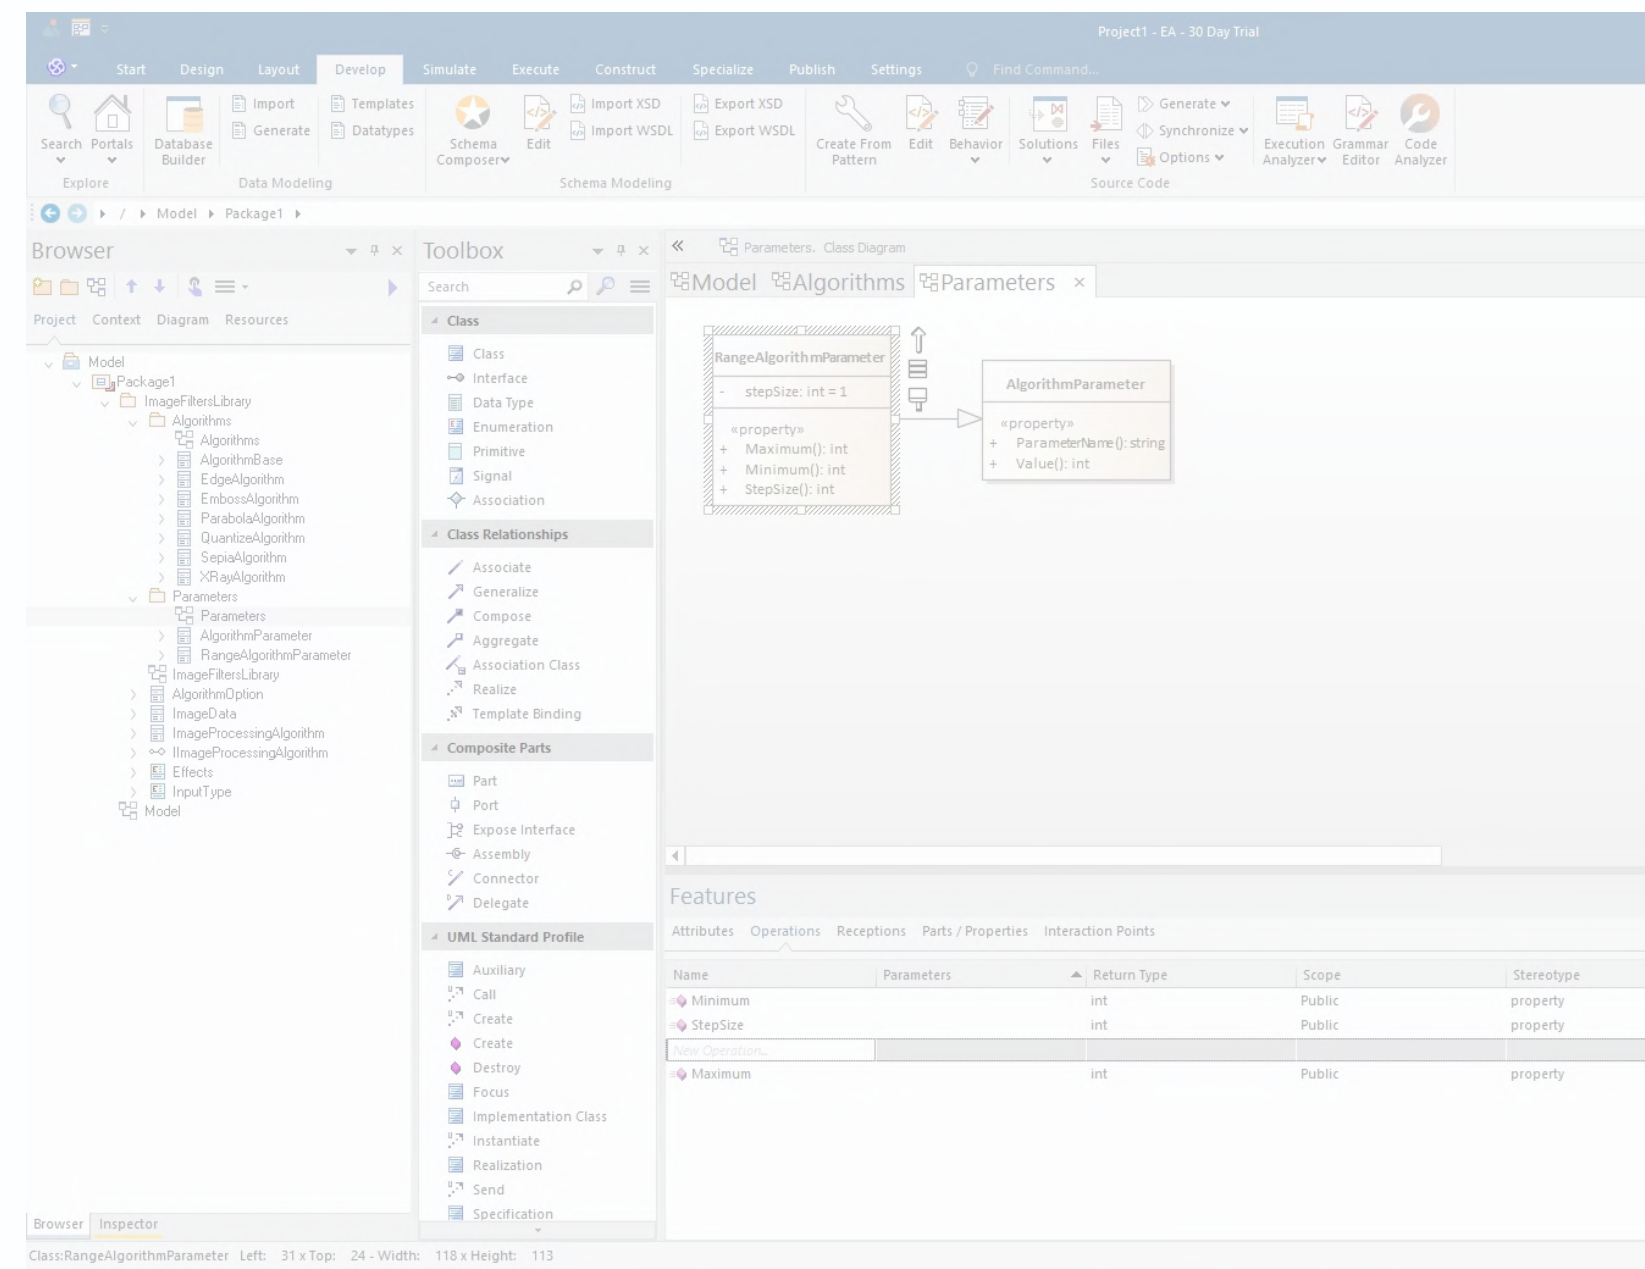 Project1 - EA - 30 Day Trial
Start Design Layout Develop Simulate Execute Construct Specialize Publish Settings Find Command...
Import Templates Import XSD Export XSD Generate
Generate Datatypes Import WSDL Export WSDL Synchronize
Search Portals Database Builder Schema Composer Edit Create From Pattern Edit Behavior Solutions Files Options Execution Analyzer Grammar Editor Code Analyzer
Explore Data Modeling Schema Modeling Source Code
/ Model Package1
Browser
Project Context Diagram Resources
Model
Package1
ImageFiltersLibrary
Algorithms
Algorithms
AlgorithmBase
EdgeAlgorithm
EmbossAlgorithm
ParabolaAlgorithm
QuantizeAlgorithm
SepiaAlgorithm
XRayAlgorithm
Parameters
Parameters
AlgorithmParameter
RangeAlgorithmParameter
ImageFiltersLibrary
AlgorithmOption
ImageData
ImageProcessingAlgorithm
IImageProcessingAlgorithm
Effects
InputType
Model
Browser Inspector
Toolbox
Search
Class
Class
Interface
Data Type
Enumeration
Primitive
Signal
Association
Class Relationships
Associate
Generalize
Compose
Aggregate
Association Class
Realize
Template Binding
Composite Parts
Part
Port
Expose Interface
Assembly
Connector
Delegate
UML Standard Profile
Auxiliary
Call
Create
Create
Destroy
Focus
Implementation Class
Instantiate
Realization
Send
Specification
Parameters. Class Diagram
Model Algorithms Parameters ×
RangeAlgorithmParameter
- stepSize: int = 1
«property»
+ Maximum(): int
+ Minimum(): int
+ StepSize(): int
AlgorithmParameter
«property»
+ ParameterName(): string
+ Value(): int
Features
Attributes Operations Receptions Parts / Properties Interaction Points
Name Parameters Return Type Scope Stereotype
Minimum int Public property
StepSize int Public property
New Operation...
Maximum int Public property
Class:RangeAlgorithmParameter Left: 31 x Top: 24 - Width: 118 x Height: 113